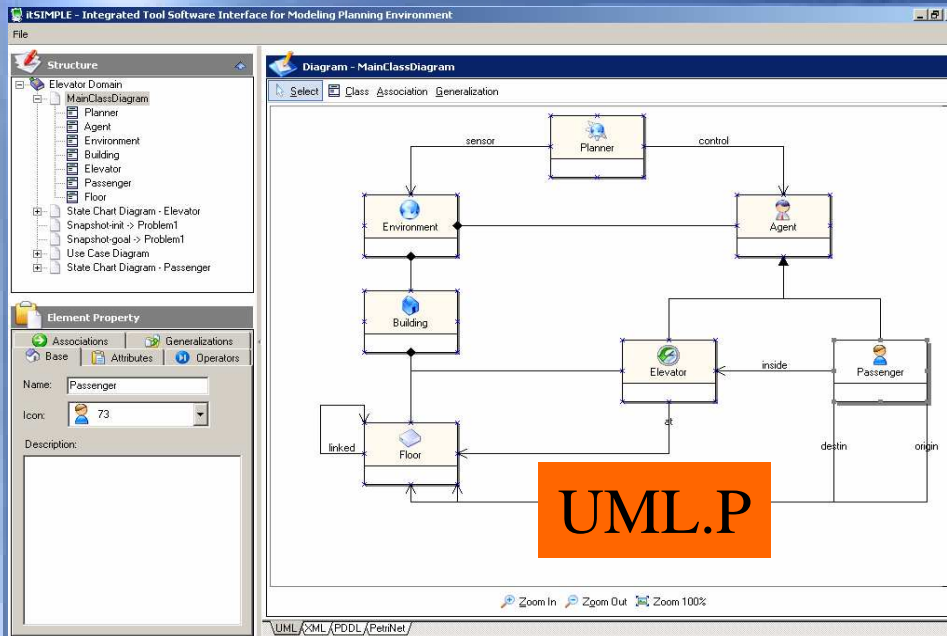 itSIMPLE - Integrated Tool Software Interface for Modeling Planning Environment
File
Structure
Elevator Domain
MainClassDiagram
Planner
Agent
Environment
Building
Elevator
Passenger
Floor
State Chart Diagram - Elevator
Snapshot-init -> Problem1
Snapshot-goal -> Problem1
Use Case Diagram
State Chart Diagram - Passenger
Element Property
Associations Generalizations
Base Attributes Operators
Name: Passenger
Icon: 73
Description:
Diagram - MainClassDiagram
Select Class Association Generalization
Planner
sensor
control
Environment
Agent
Building
Elevator
inside
Passenger
at
linked
Floor
destin
origin
UML.P
Zoom In Zoom Out Zoom 100%
UML XML PDDL PetriNet